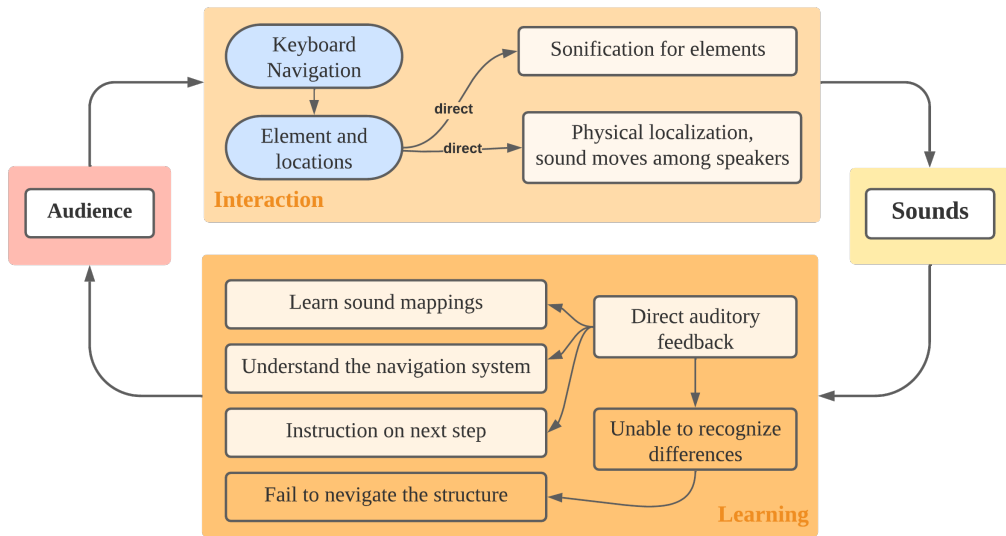 Keyboard
Navigation
Sonification for elements
direct
Element and
locations
direct
Physical localization,
sound moves among speakers
Interaction
Audience
Sounds
Learn sound mappings
Direct auditory
feedback
Understand the navigation system
Instruction on next step
Unable to recognize
differences
Fail to nevigate the structure
Learning